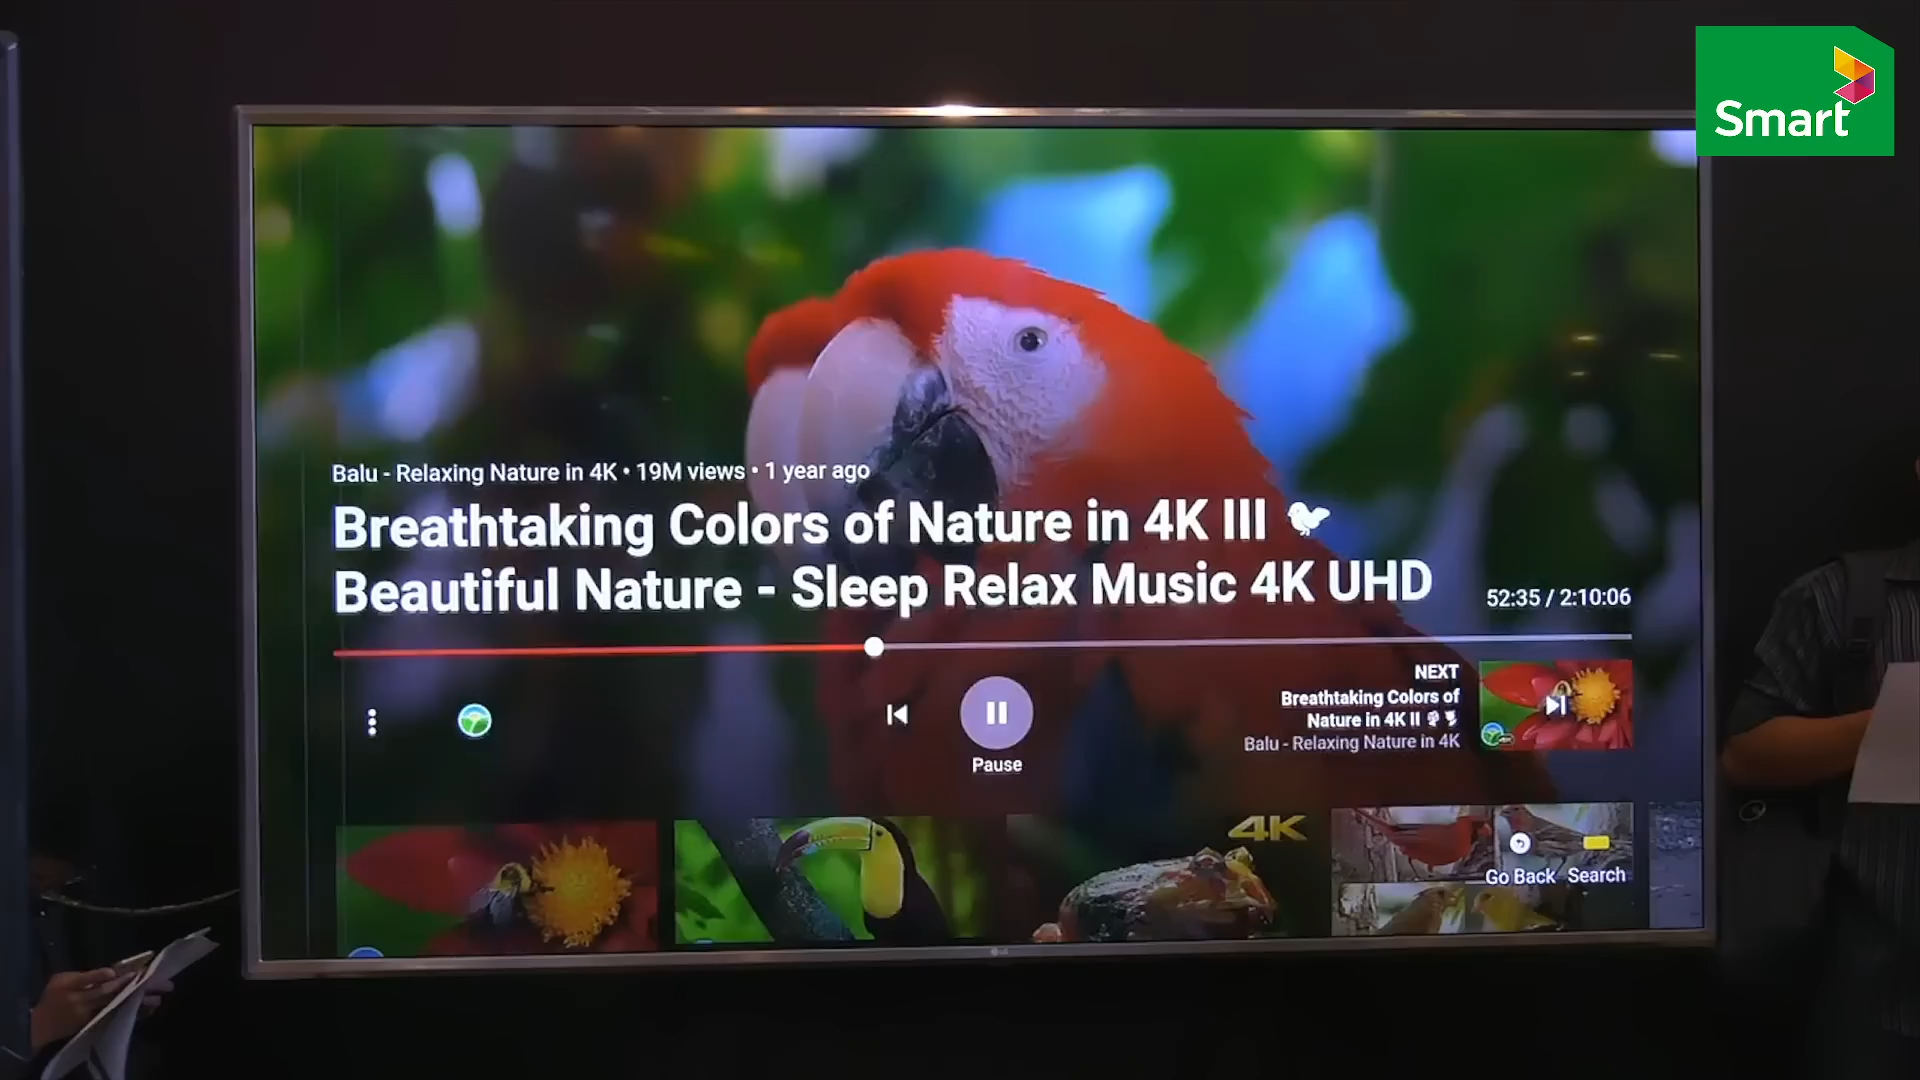 Smart
Balu - Relaxing Nature in 4K • 19M views • 1 year ago
Breathtaking Colors of Nature in 4K III 🐦
Beautiful Nature - Sleep Relax Music 4K UHD
52:35 / 2:10:06
NEXT
Breathtaking Colors of
Nature in 4K II
Balu - Relaxing Nature in 4K
Pause
4K
Go Back Search